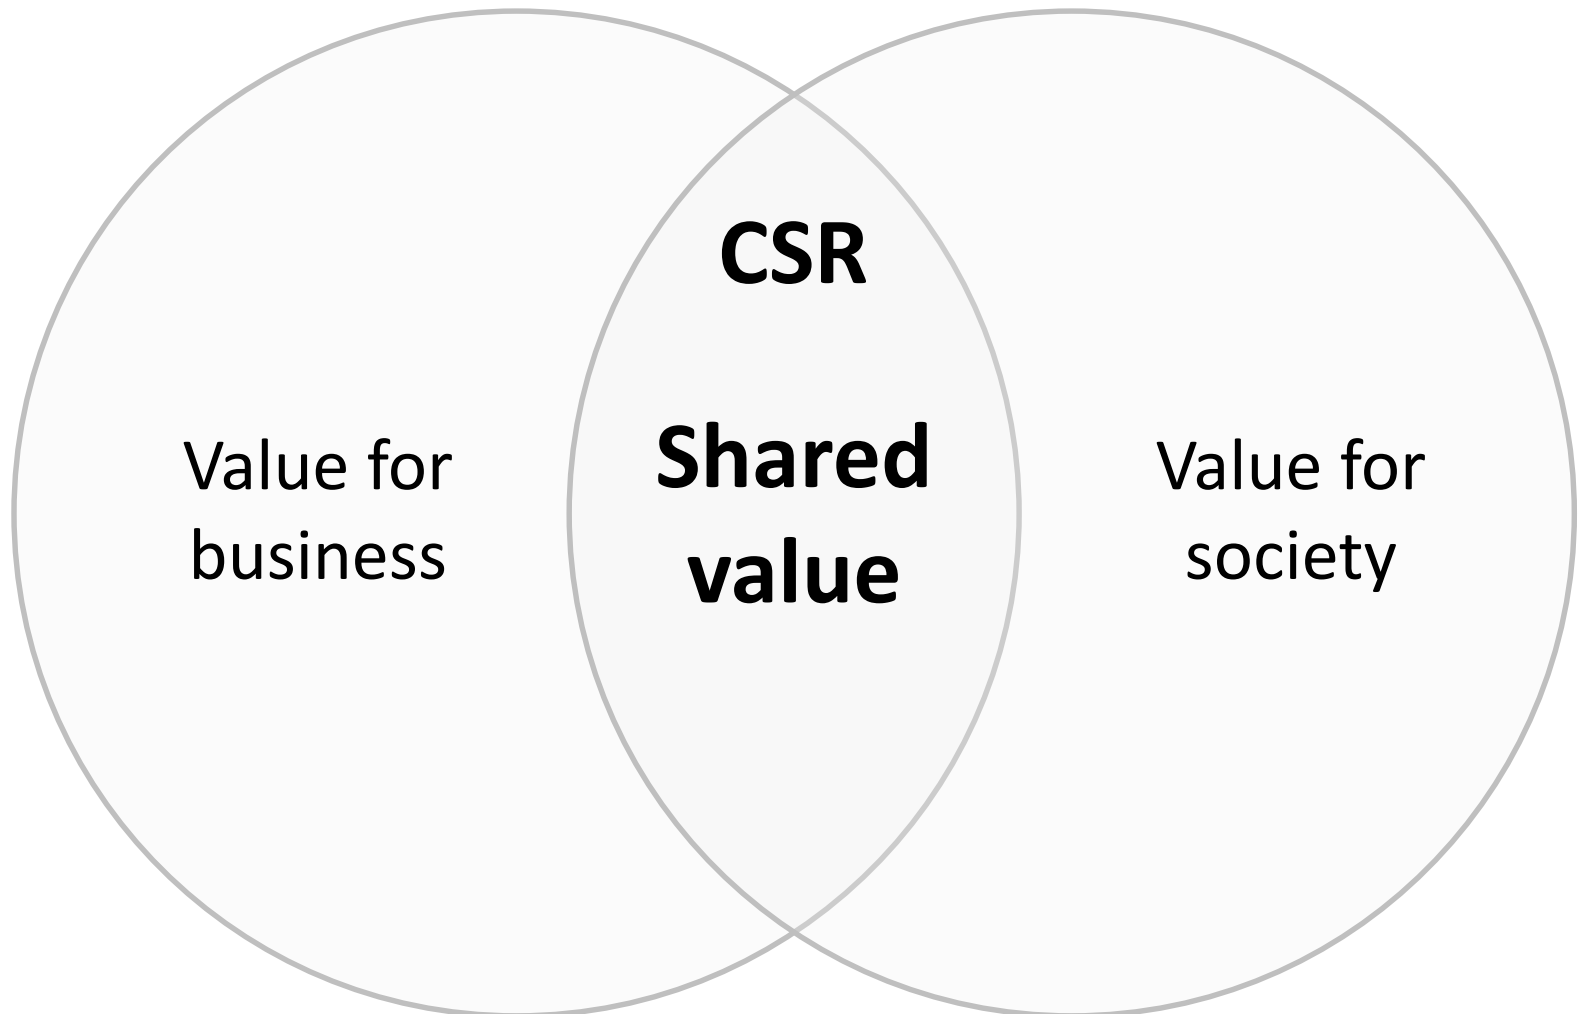 CSR
Shared
value
Value for
business
Value for
society